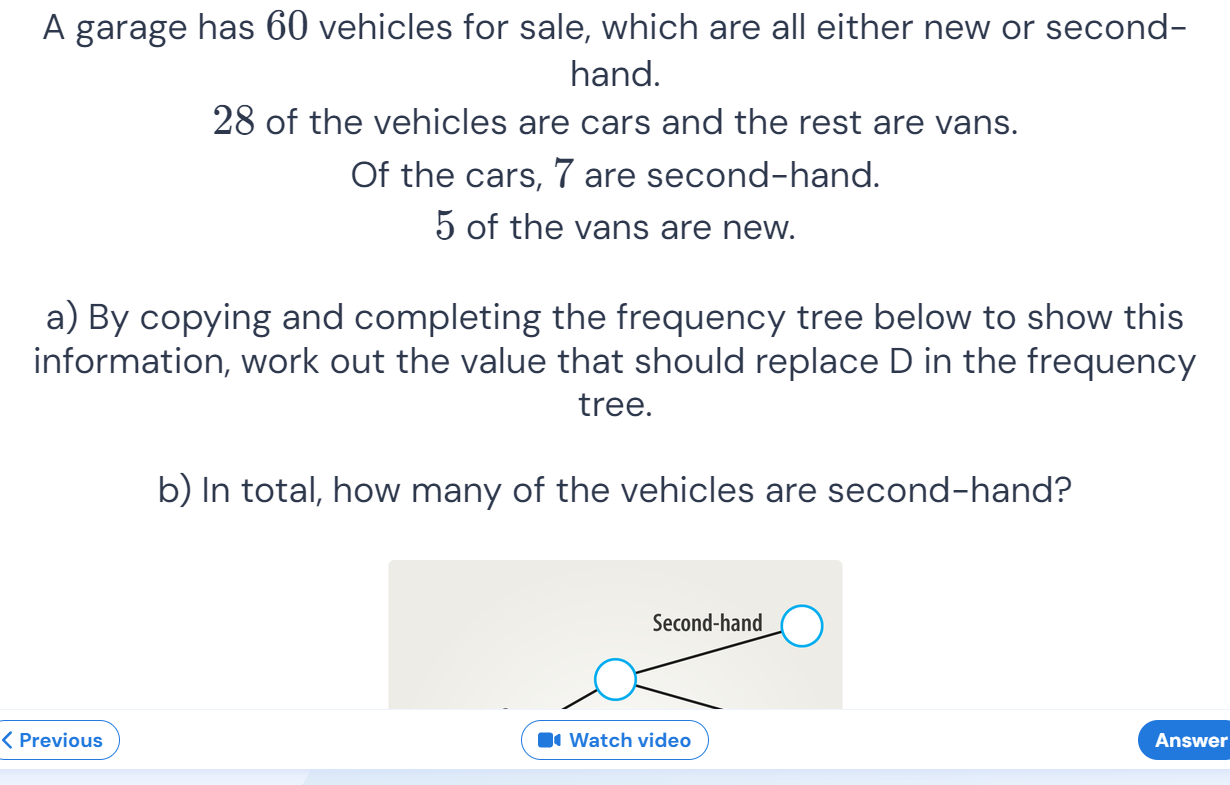 A garage has 60 vehicles for sale, which are all either new or second-
hand.
28 of the vehicles are cars and the rest are vans.
Of the cars, 7 are second-hand.
5 of the vans are new.
a) By copying and completing the frequency tree below to show this
information, work out the value that should replace D in the frequency
tree.
b) In total, how many of the vehicles are second-hand?
Second-hand
Previous
Watch video
Answer